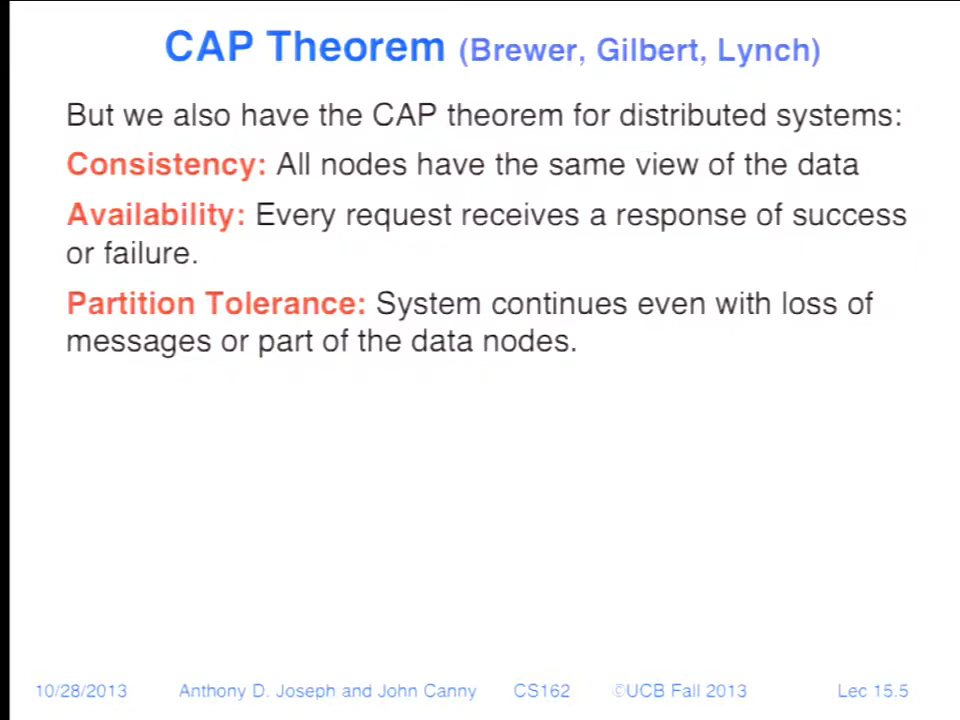 CAP Theorem (Brewer, Gilbert, Lynch)
But we also have the CAP theorem for distributed systems:
Consistency: All nodes have the same view of the data
Availability: Every request receives a response of success
or failure.
Partition Tolerance: System continues even with loss of
messages or part of the data nodes.
10/28/2013 Anthony D. Joseph and John Canny CS162 ©UCB Fall 2013 Lec 15.5